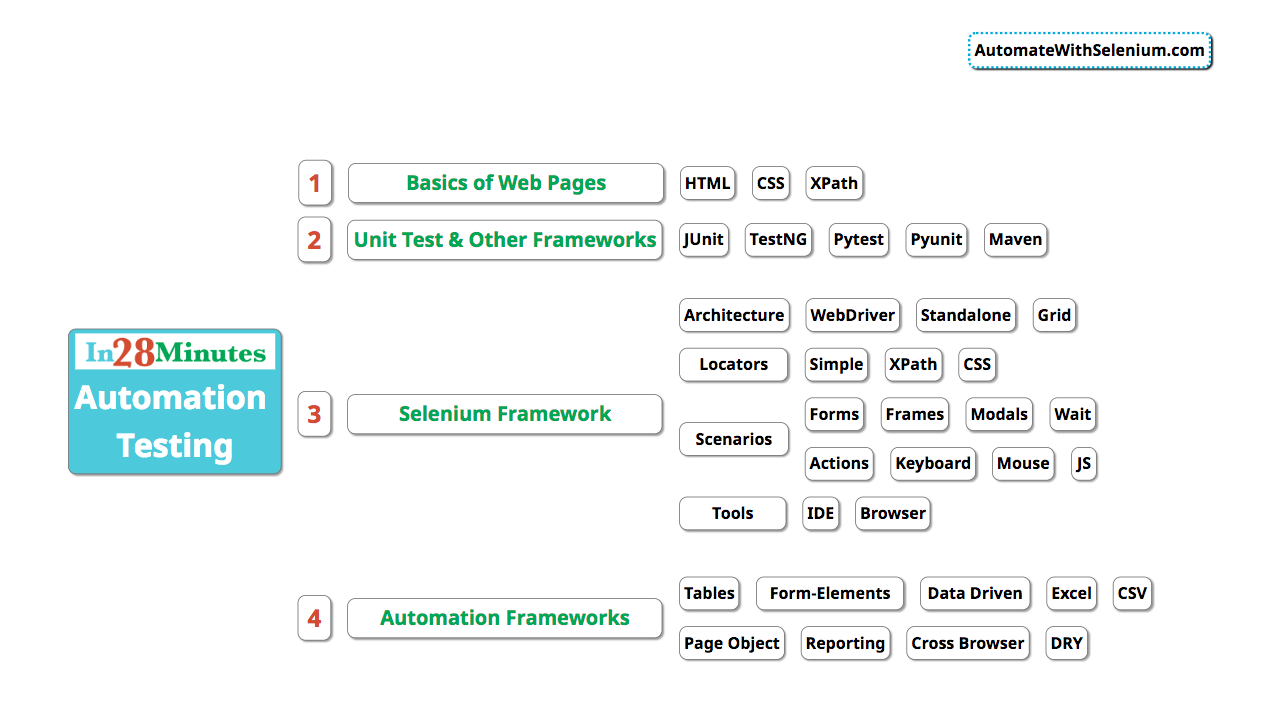 AutomateWithSelenium.com
In28Minutes
Automation
Testing
1 Basics of Web Pages HTML CSS XPath
2 Unit Test & Other Frameworks JUnit TestNG Pytest Pyunit Maven
3 Selenium Framework
Architecture WebDriver Standalone Grid
Locators Simple XPath CSS
Scenarios
Forms Frames Modals Wait
Actions Keyboard Mouse JS
Tools IDE Browser
4 Automation Frameworks
Tables Form-Elements Data Driven Excel CSV
Page Object Reporting Cross Browser DRY